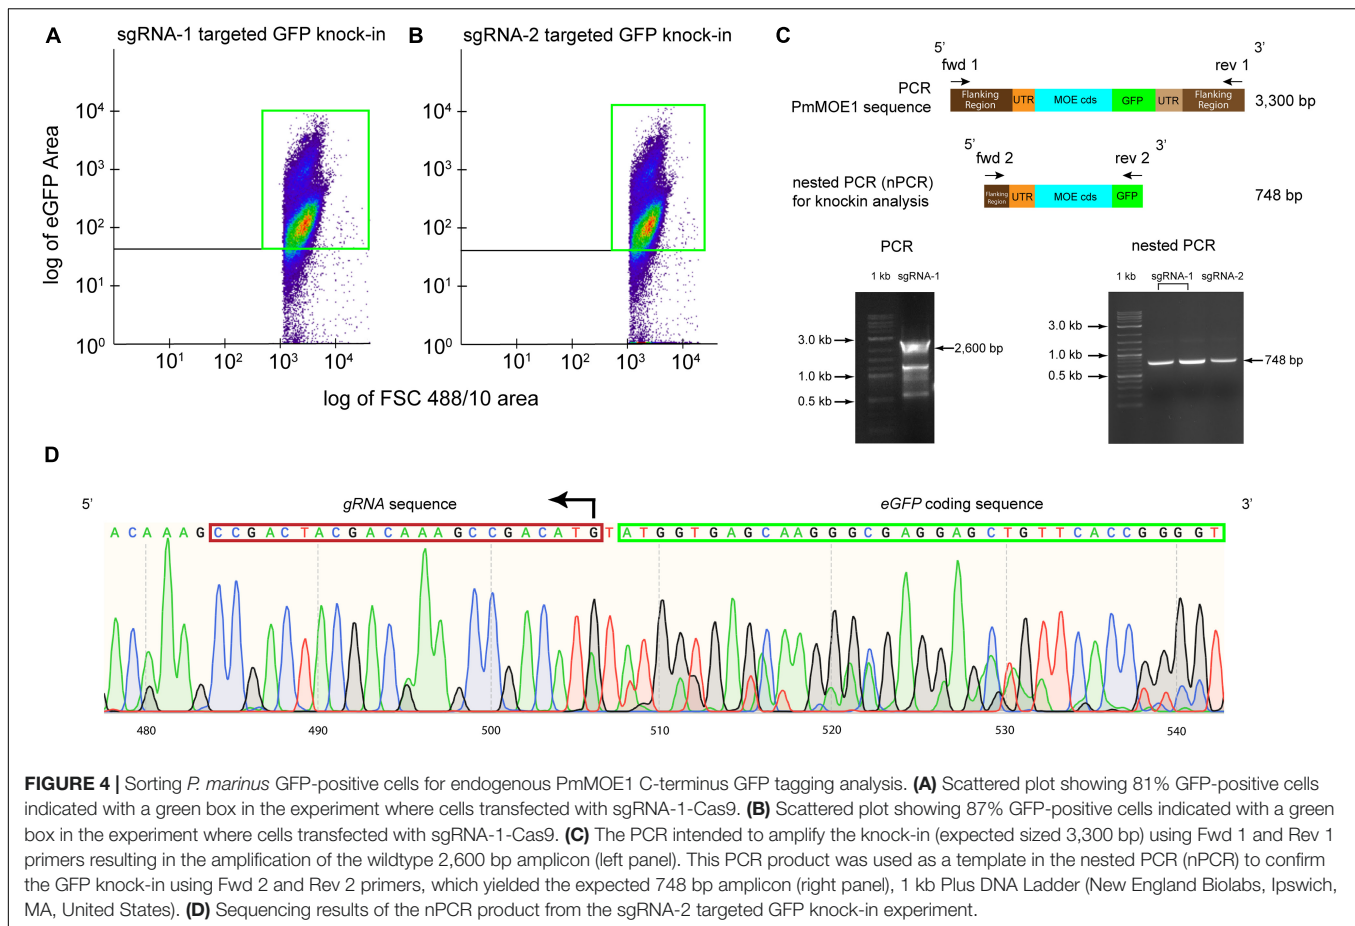 A
sgRNA-1 targeted GFP knock-in
B
sgRNA-2 targeted GFP knock-in
log of eGFP Area
10⁴
10³
10²
10¹
10⁰
10¹ 10² 10³ 10⁴
10⁴
10³
10²
10¹
10⁰
10¹ 10² 10³ 10⁴
log of FSC 488/10 area
C
5' 3'
fwd 1 rev 1
PCR
PmMOE1 sequence
Flanking Region UTR MOE cds GFP UTR Flanking Region
3,300 bp
5' 3'
fwd 2 rev 2
nested PCR (nPCR)
for knockin analysis
Flanking Region UTR MOE cds GFP
748 bp
PCR
1 kb sgRNA-1
3.0 kb
2,600 bp
1.0 kb
0.5 kb
nested PCR
1 kb sgRNA-1 sgRNA-2
3.0 kb
1.0 kb
748 bp
0.5 kb
D
5' gRNA sequence eGFP coding sequence 3'
A C A A A G C C G A C T A C G A C A A A G C C G A C A T G T A T G G T G A G C A A G G G C G A G G A G C T G T T C A C C G G G G T
480 490 500 510 520 530 540
FIGURE 4 | Sorting P. marinus GFP-positive cells for endogenous PmMOE1 C-terminus GFP tagging analysis. (A) Scattered plot showing 81% GFP-positive cells
indicated with a green box in the experiment where cells transfected with sgRNA-1-Cas9. (B) Scattered plot showing 87% GFP-positive cells indicated with a green
box in the experiment where cells transfected with sgRNA-1-Cas9. (C) The PCR intended to amplify the knock-in (expected sized 3,300 bp) using Fwd 1 and Rev 1
primers resulting in the amplification of the wildtype 2,600 bp amplicon (left panel). This PCR product was used as a template in the nested PCR (nPCR) to confirm
the GFP knock-in using Fwd 2 and Rev 2 primers, which yielded the expected 748 bp amplicon (right panel), 1 kb Plus DNA Ladder (New England Biolabs, Ipswich,
MA, United States). (D) Sequencing results of the nPCR product from the sgRNA-2 targeted GFP knock-in experiment.